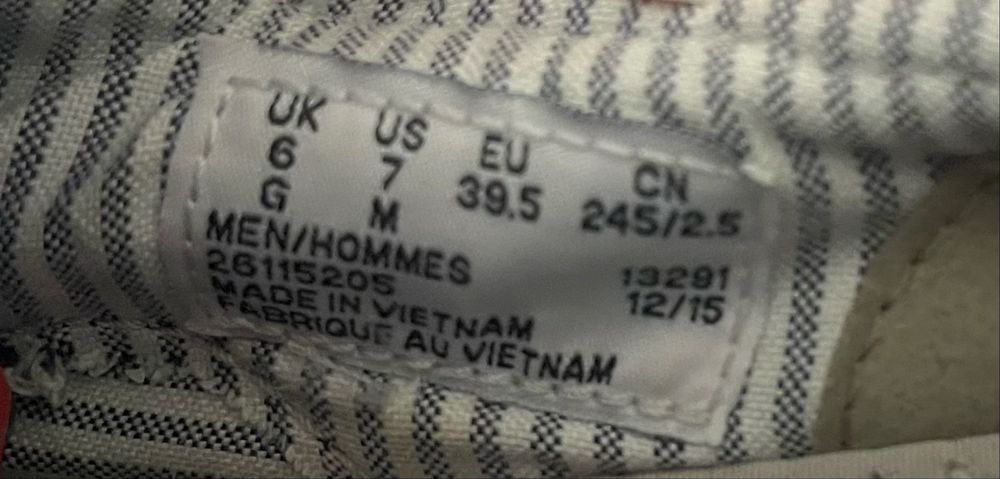 UK US EU CN
6 7 39.5 245/2.5
G M
MEN/HOMMES
26115205 13291
MADE IN VIETNAM 12/15
FABRIQUE AU VIETNAM